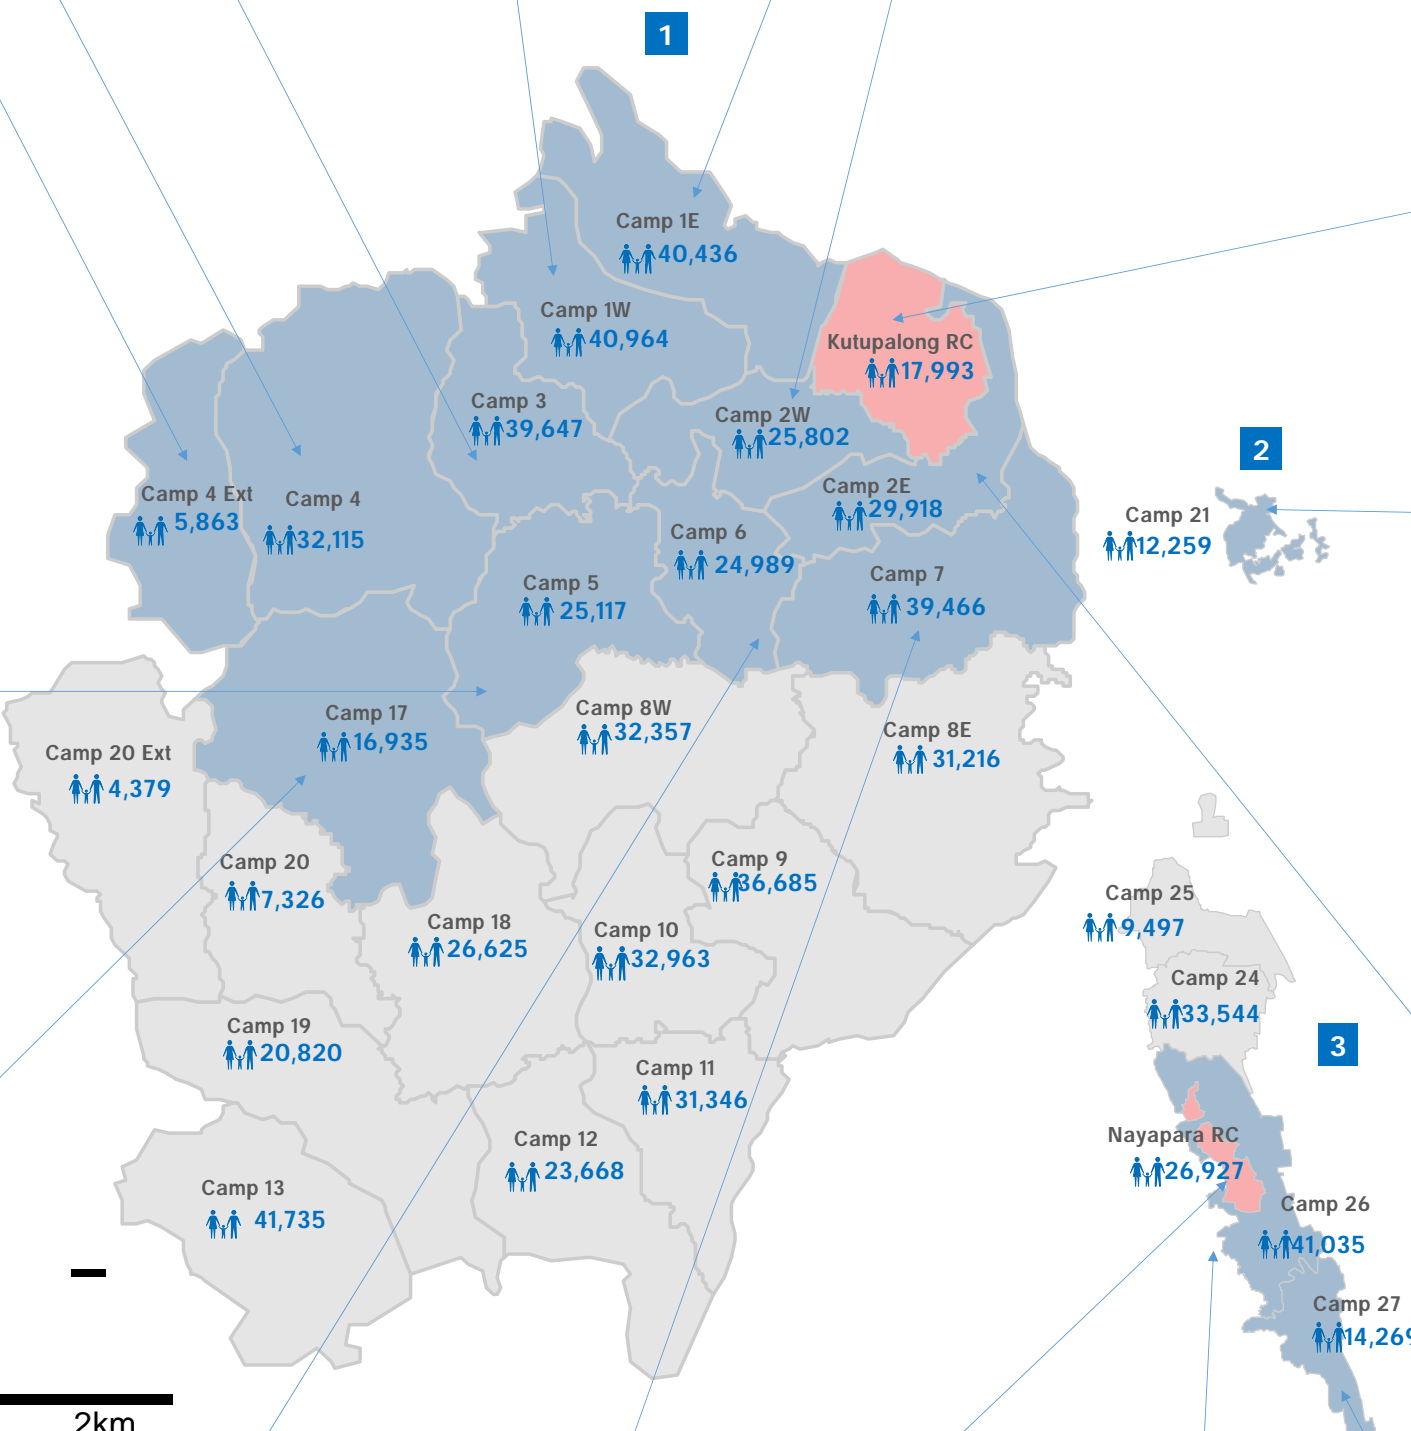 1
Camp 1E
40,436
Camp 1W
40,964
Kutupalong RC
17,993
Camp 3
39,647
Camp 2W
25,802
2
Camp 4 Ext
5,863
Camp 4
32,115
Camp 2E
29,918
Camp 21
12,259
Camp 6
24,989
Camp 5
25,117
Camp 7
39,466
Camp 17
16,935
Camp 8W
32,357
Camp 8E
31,216
Camp 20 Ext
4,379
Camp 20
7,326
Camp 9
36,685
Camp 25
9,497
Camp 18
26,625
Camp 10
32,963
Camp 24
33,544
Camp 19
20,820
3
Camp 11
31,346
Camp 12
23,668
Nayapara RC
26,927
Camp 13
41,735
Camp 26
41,035
Camp 27
14,269
2km